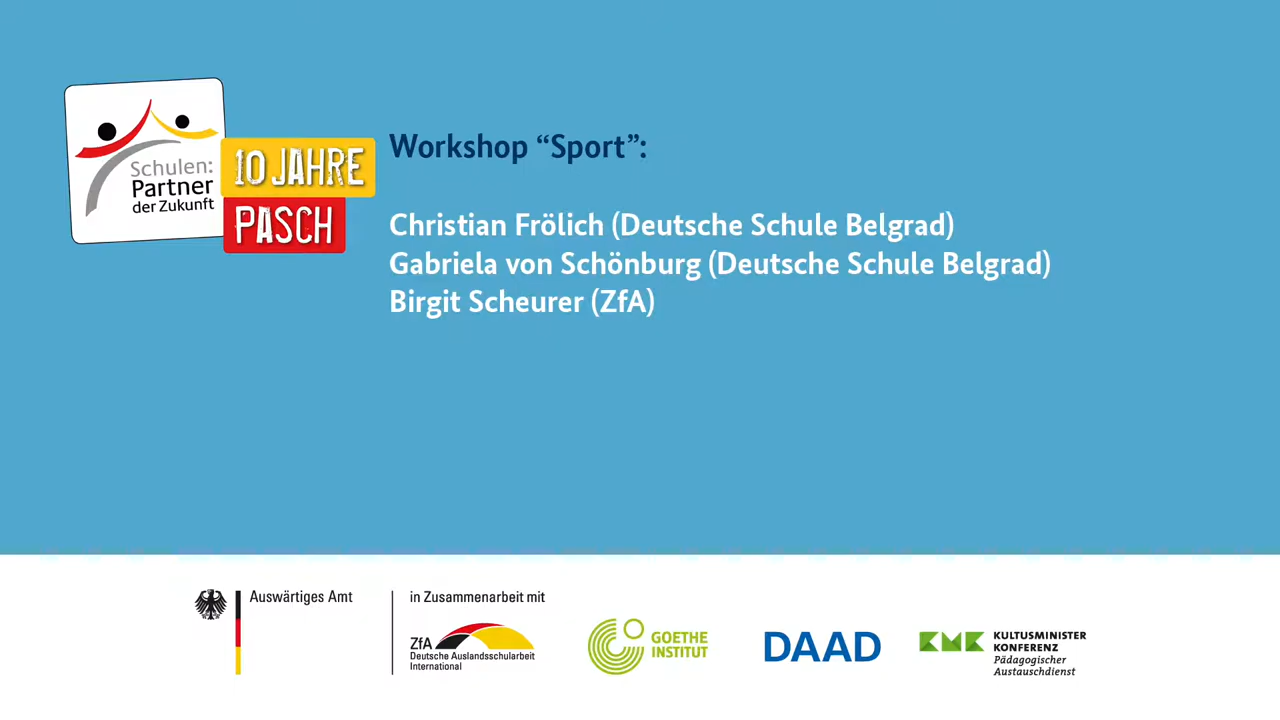 Schulen:
Partner
der Zukunft
10 JAHRE
PASCH
Workshop “Sport”:
Christian Frölich (Deutsche Schule Belgrad)
Gabriela von Schönburg (Deutsche Schule Belgrad)
Birgit Scheurer (ZfA)
Auswärtiges Amt
in Zusammenarbeit mit
ZfA
Deutsche Auslandsschularbeit
International
GOETHE
INSTITUT
DAAD
KMK
KULTUSMINISTER
KONFERENZ
Pädagogischer
Austauschdienst